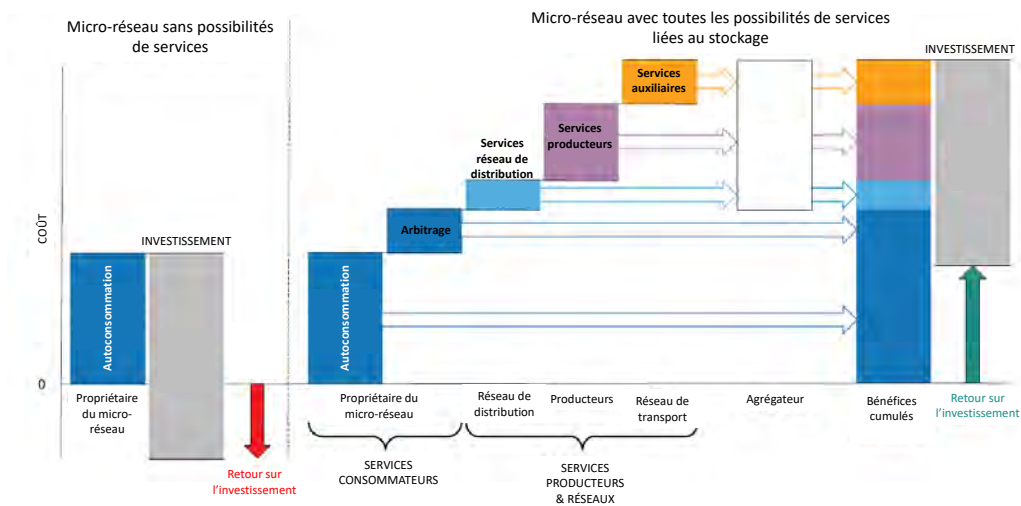 Micro-réseau sans possibilités
de services
Micro-réseau avec toutes les possibilités de services
liées au stockage
INVESTISSEMENT
Services
auxiliaires
Services
producteurs
Services
réseau de
distribution
Arbitrage
INVESTISSEMENT
COÛT
Autoconsommation
Autoconsommation
0
Propriétaire
du micro-
réseau
Propriétaire du
micro-réseau
Réseau de
distribution
Producteurs
Réseau de
transport
Agrégateur
Bénéfices
cumulés
Retour sur
l’investissement
Retour sur
l’investissement
SERVICES
CONSOMMATEURS
SERVICES
PRODUCTEURS
& RÉSEAUX